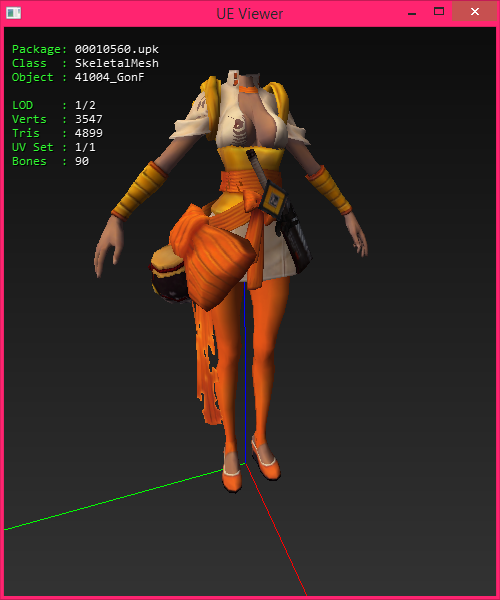 UE Viewer
Package: 00010560.upk
Class : SkeletalMesh
Object : 41004_GonF
LOD : 1/2
Verts : 3547
Tris : 4899
UV Set : 1/1
Bones : 90